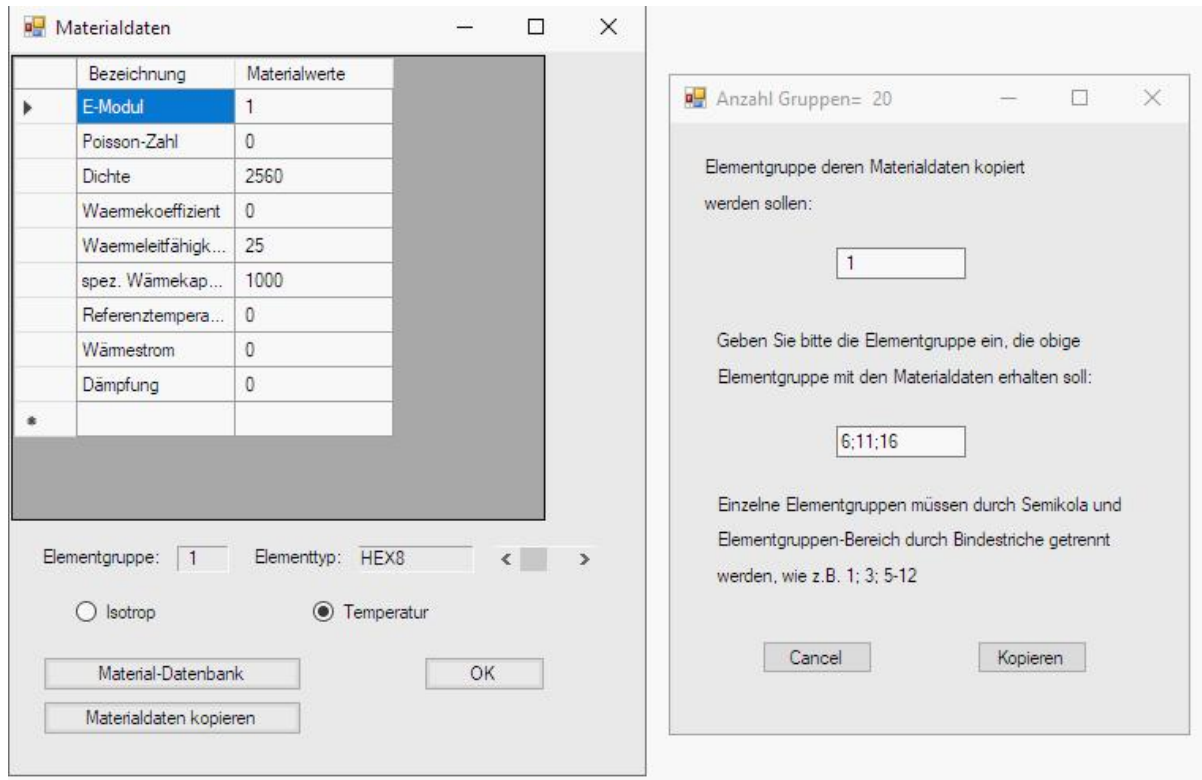 Materialdaten
Bezeichnung Materialwerte
E-Modul 1
Poisson-Zahl 0
Dichte 2560
Waermekoeffizient 0
Waermeleitfähigk... 25
spez. Wärmekap... 1000
Referenztempera... 0
Wärmestrom 0
Dämpfung 0
Elementgruppe: 1 Elementtyp: HEX8
Isotrop Temperatur
Material-Datenbank OK
Materialdaten kopieren
Anzahl Gruppen= 20
Elementgruppe deren Materialdaten kopiert
werden sollen:
1
Geben Sie bitte die Elementgruppe ein, die obige
Elementgruppe mit den Materialdaten erhalten soll:
6;11;16
Einzelne Elementgruppen müssen durch Semikola und
Elementgruppen-Bereich durch Bindestriche getrennt
werden, wie z.B. 1; 3; 5-12
Cancel Kopieren